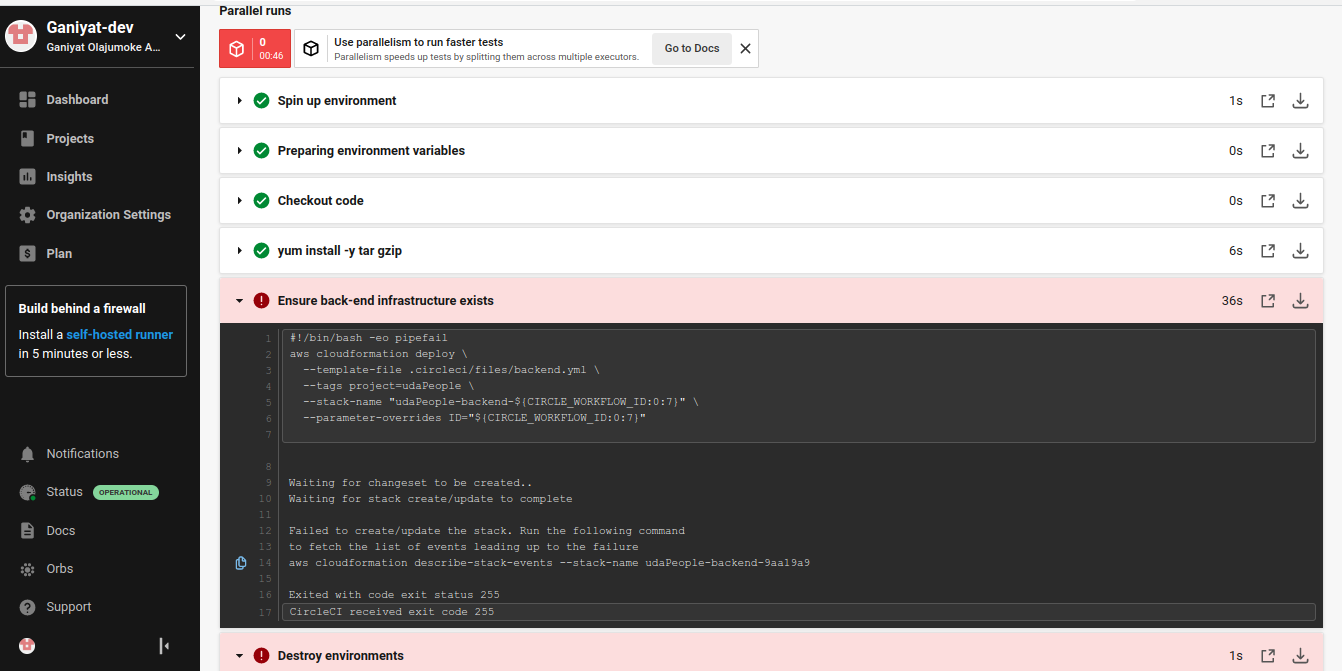 Parallel runs
Ganiyat-dev
Ganiyat Olajumoke A...
0
00:46
Use parallelism to run faster tests
Parallelism speeds up tests by splitting them across multiple executors.
Go to Docs
Dashboard
Projects
Insights
Organization Settings
$ Plan
Build behind a firewall
Install a self-hosted runner
in 5 minutes or less.
Notifications
Status OPERATIONAL
Docs
Orbs
? Support
Spin up environment 1s
Preparing environment variables 0s
Checkout code 0s
yum install -y tar gzip 6s
! Ensure back-end infrastructure exists 36s
1 #!/bin/bash -eo pipefail
2 aws cloudformation deploy \
3 --template-file .circleci/files/backend.yml \
4 --tags project=udaPeople \
5 --stack-name "udaPeople-backend-${CIRCLE_WORKFLOW_ID:0:7}" \
6 --parameter-overrides ID="${CIRCLE_WORKFLOW_ID:0:7}"
7
8
9 Waiting for changeset to be created..
10 Waiting for stack create/update to complete
11
12 Failed to create/update the stack. Run the following command
13 to fetch the list of events leading up to the failure
14 aws cloudformation describe-stack-events --stack-name udaPeople-backend-9aa19a9
15
16 Exited with code exit status 255
17 CircleCI received exit code 255
! Destroy environments 1s